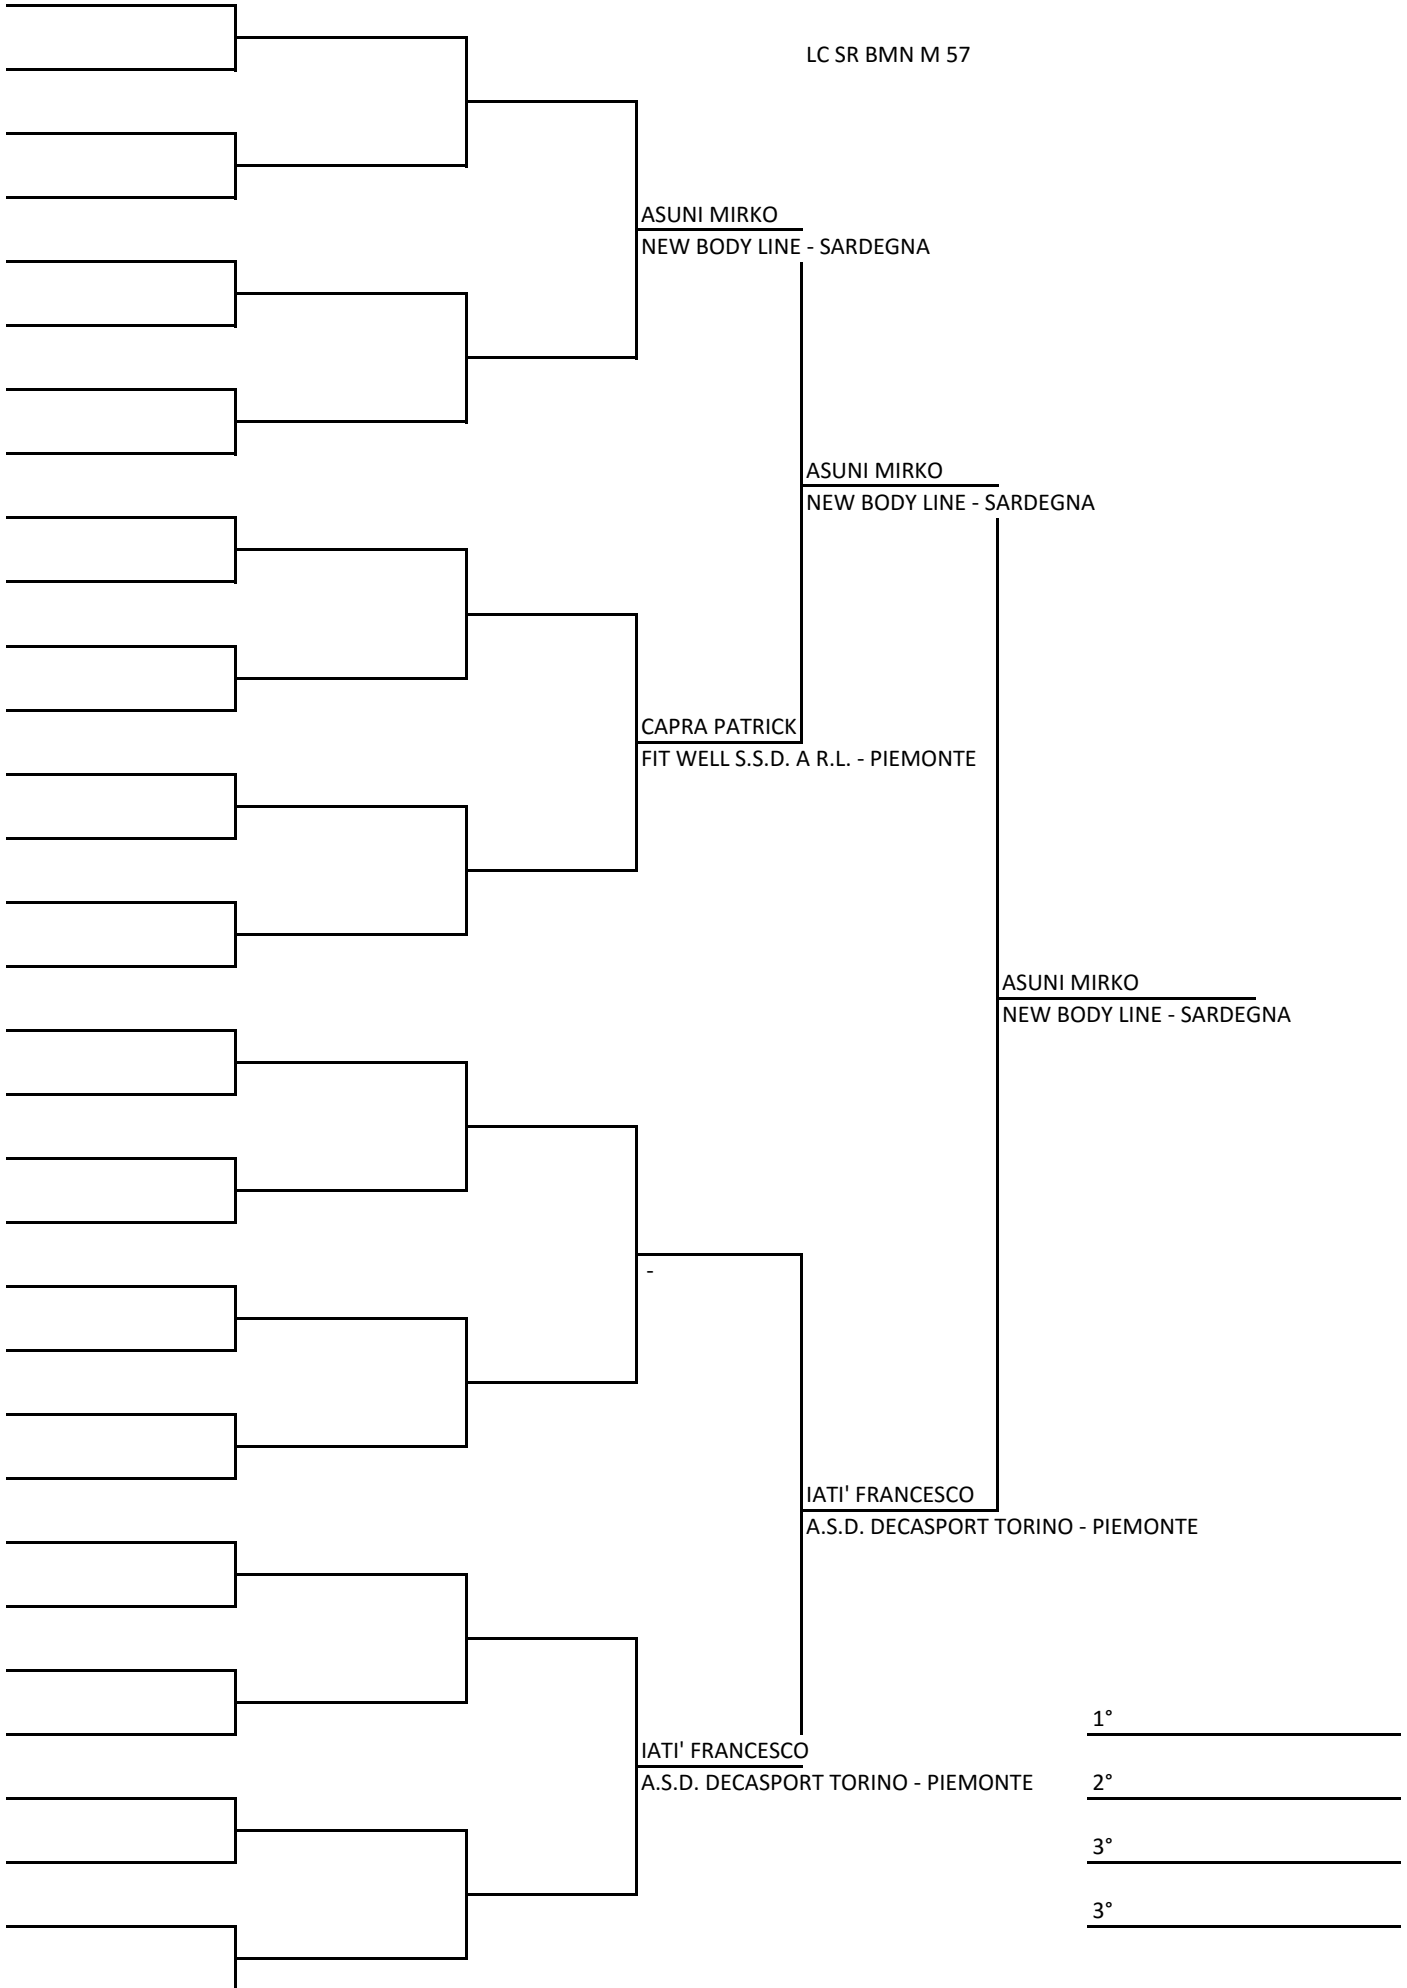 LC SR BMN M 57
ASUNI MIRKO
NEW BODY LINE - SARDEGNA
ASUNI MIRKO
NEW BODY LINE - SARDEGNA
CAPRA PATRICK
FIT WELL S.S.D. A R.L. - PIEMONTE
ASUNI MIRKO
NEW BODY LINE - SARDEGNA
-
IATI' FRANCESCO
A.S.D. DECASPORT TORINO - PIEMONTE
1°
IATI' FRANCESCO
A.S.D. DECASPORT TORINO - PIEMONTE
2°
3°
3°